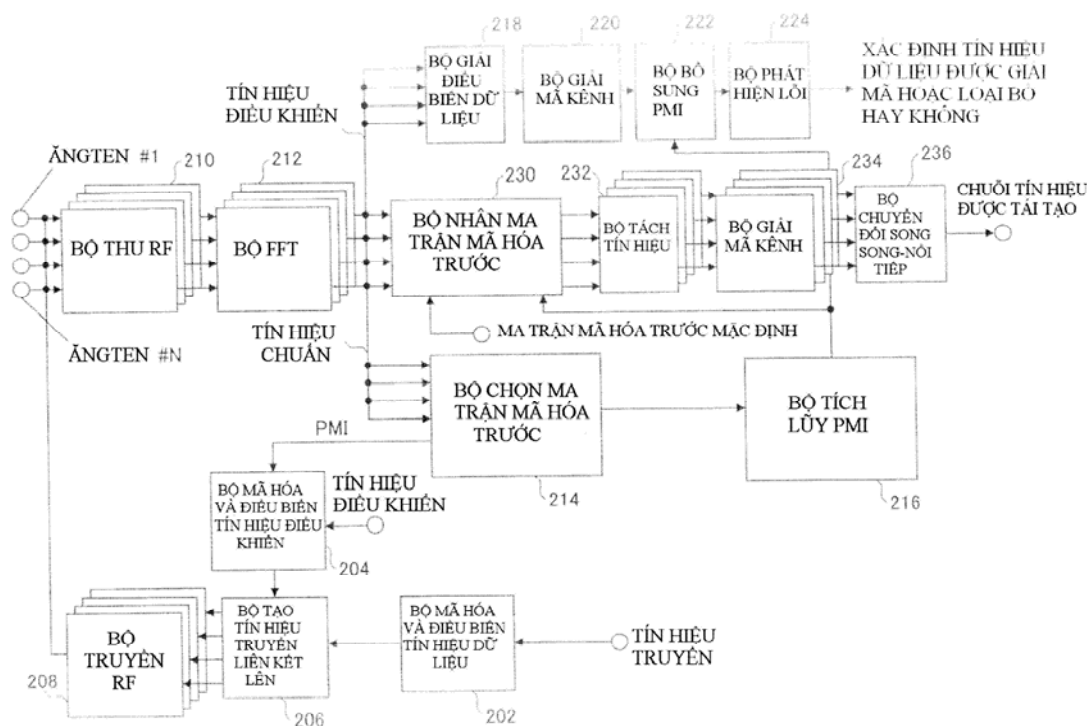 218
220
222
224
BỘ GIẢI
ĐIỀU
BIẾN DỮ
LIỆU
BỘ GIẢI
MÃ KÊNH
BỘ BỔ
SUNG
PMI
BỘ PHÁT
HIỆN LỖI
XÁC ĐỊNH TÍN HIỆU
DỮ LIỆU ĐƯỢC GIẢI
MÃ HOẶC LOẠI BỎ
HAY KHÔNG
TÍN HIỆU
ĐIỀU KHIỂN
ĂNGTEN #1
210
212
230
232
234
236
BỘ THU RF
BỘ FFT
BỘ NHÂN MA
TRẬN MÃ HÓA
TRƯỚC
BỘ TÁCH
TÍN HIỆU
BỘ GIẢI
MÃ KÊNH
BỘ
CHUYỂN
ĐỔI SONG
SONG-NỐI
TIẾP
CHUỖI TÍN HIỆU
ĐƯỢC TÁI TẠO
ĂNGTEN #N
TÍN HIỆU
CHUẨN
MA TRẬN MÃ HÓA TRƯỚC MẶC ĐỊNH
BỘ CHỌN MA
TRẬN MÃ HÓA
TRƯỚC
BỘ TÍCH
LŨY PMI
PMI
214
216
BỘ MÃ HÓA
VÀ ĐIỀU BIẾN
TÍN HIỆU ĐIỀU
KHIỂN
TÍN HIỆU
ĐIỀU KHIỂN
204
BỘ
TRUYỀN
RF
BỘ TẠO
TÍN HIỆU
TRUYỀN
LIÊN KẾT
LÊN
BỘ MÃ HÓA
VÀ ĐIỀU BIẾN
TÍN HIỆU DỮ
LIỆU
TÍN HIỆU
TRUYỀN
208
206
202